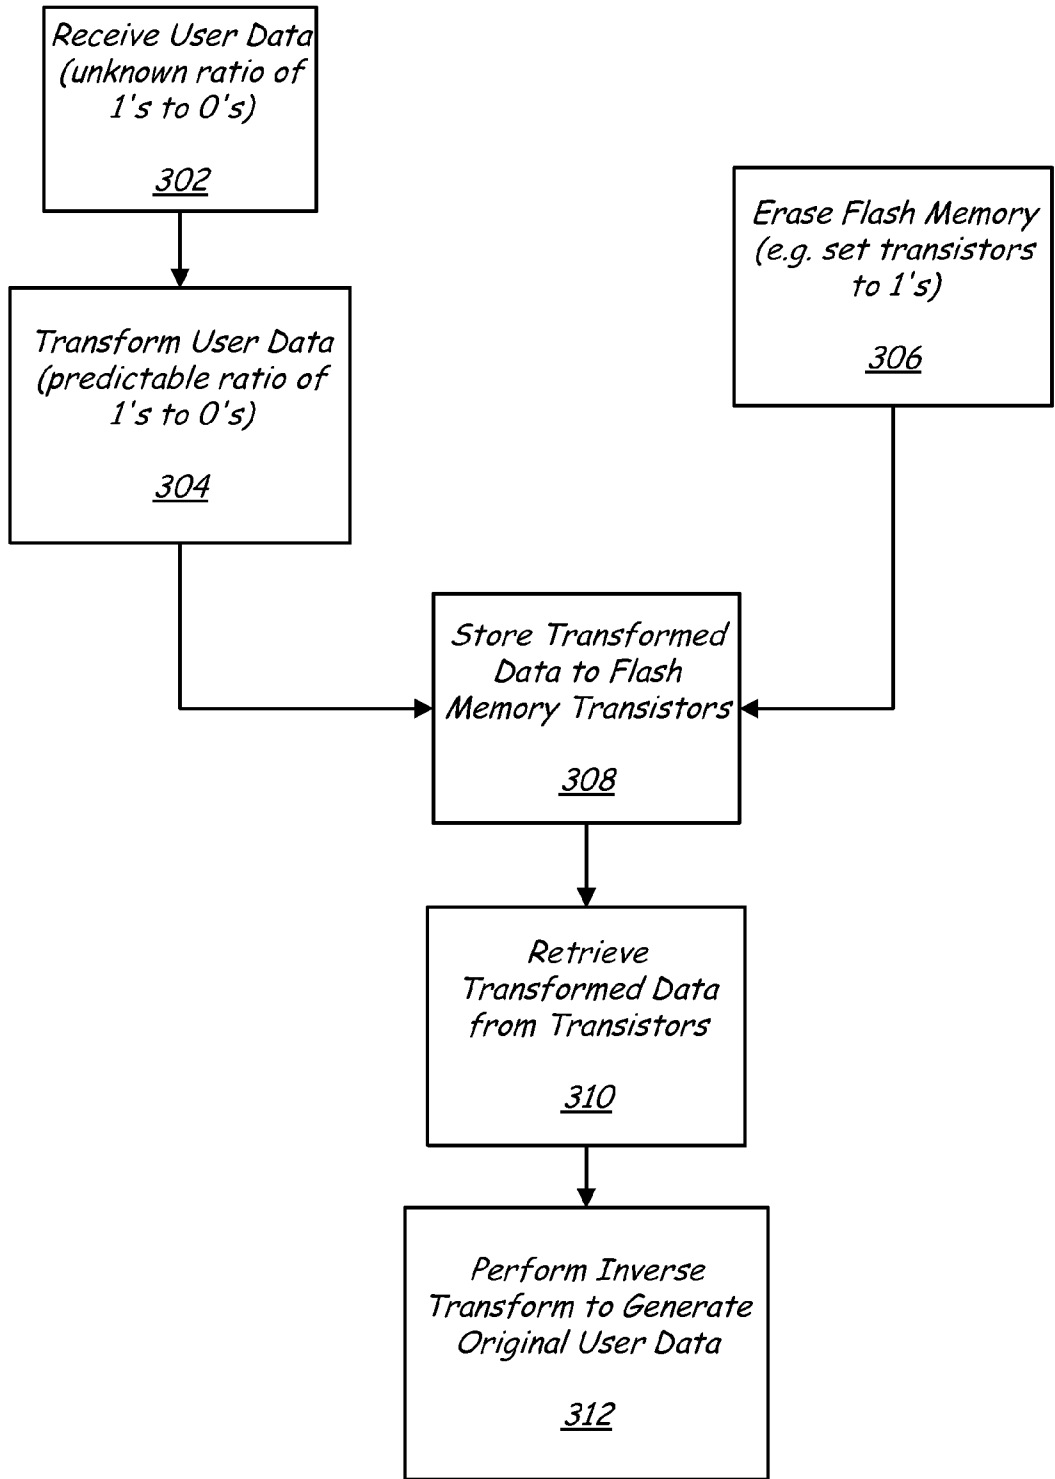 Receive User Data
(unknown ratio of
1's to 0's)
302
Transform User Data
(predictable ratio of
1's to 0's)
304
Erase Flash Memory
(e.g. set transistors
to 1's)
306
Store Transformed
Data to Flash
Memory Transistors
308
Retrieve
Transformed Data
from Transistors
310
Perform Inverse
Transform to Generate
Original User Data
312